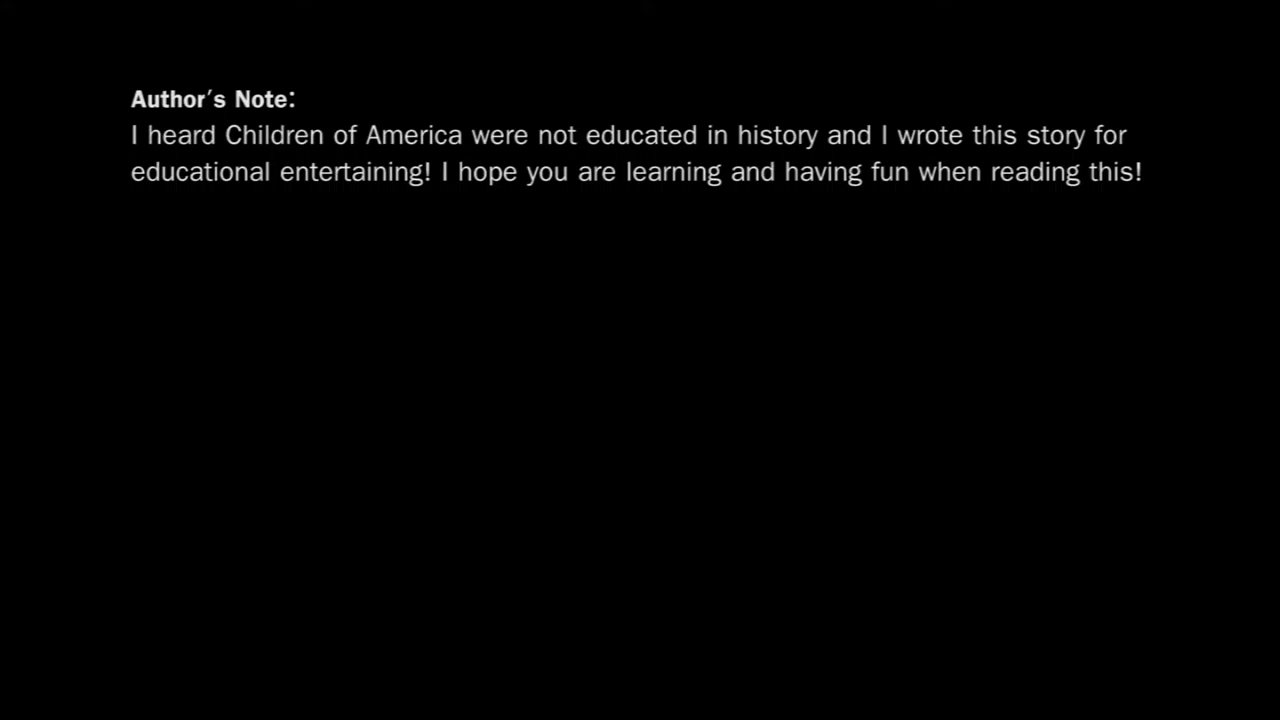 Author's Note:
I heard Children of America were not educated in history and I wrote this story for
educational entertaining! I hope you are learning and having fun when reading this!